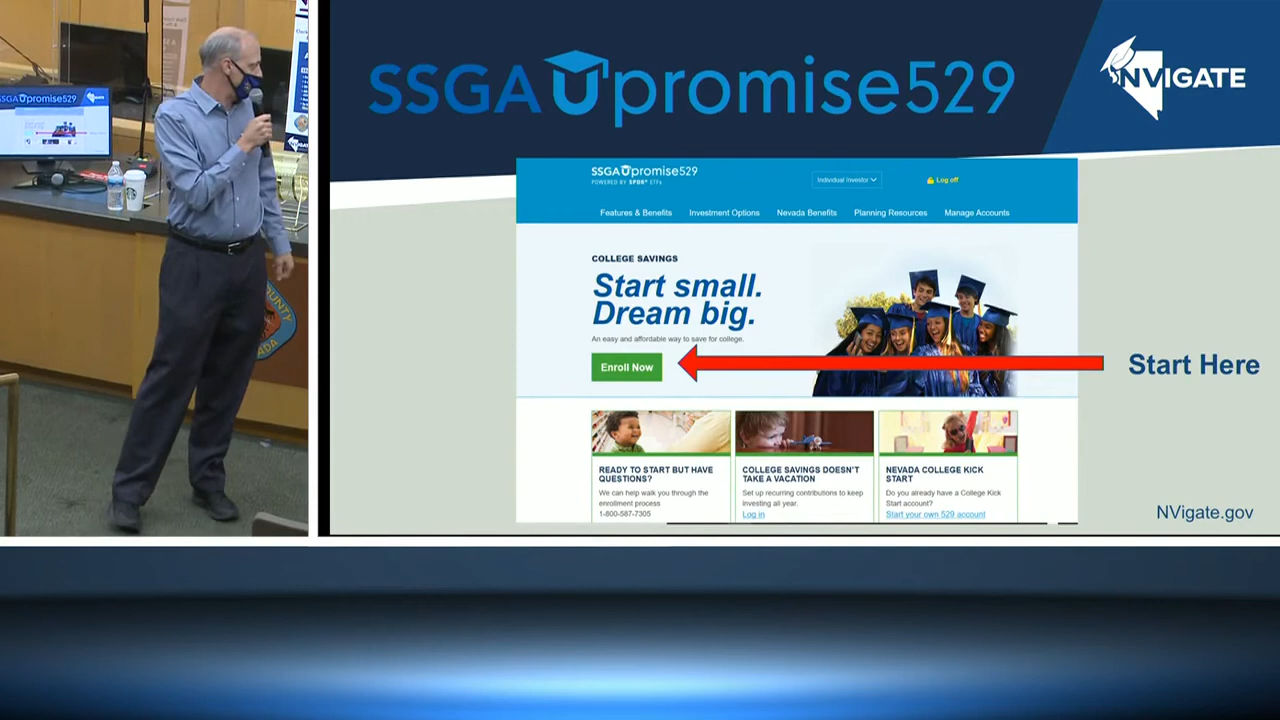 SSGA Upromise529
NVIGATE
SSGA Upromise529
POWERED BY SPDR® ETFs
Individual Investor
Log off
Features & Benefits
Investment Options
Nevada Benefits
Planning Resources
Manage Accounts
COLLEGE SAVINGS
Start small.
Dream big.
An easy and affordable way to save for college.
Enroll Now
Start Here
READY TO START BUT HAVE
QUESTIONS?
We can help walk you through the
enrollment process
1-800-587-7305
COLLEGE SAVINGS DOESN'T
TAKE A VACATION
Set up recurring contributions to keep
investing all year.
Log in
NEVADA COLLEGE KICK
START
Do you already have a College Kick
Start account?
Start your own 529 account
NVigate.gov
SSGA Upromise529